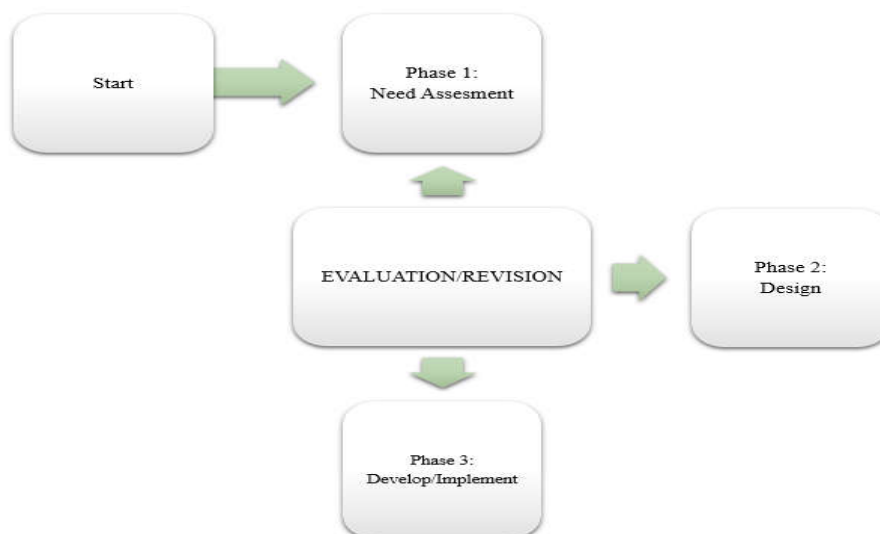 Start
Phase 1:
Need Assesment
EVALUATION/REVISION
Phase 2:
Design
Phase 3:
Develop/Implement